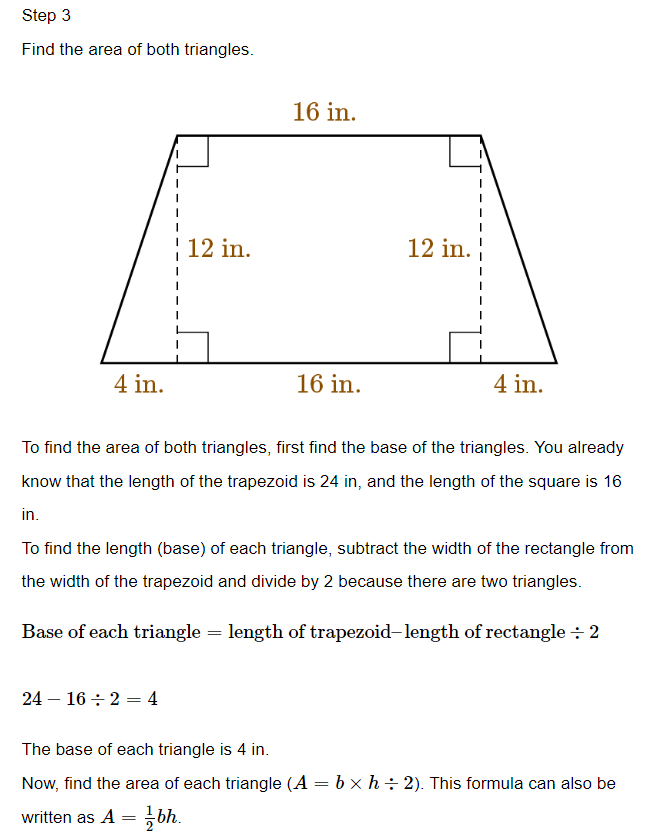 Step 3
Find the area of both triangles.
16 in.
12 in. 12 in.
4 in. 16 in. 4 in.
To find the area of both triangles, first find the base of the triangles. You already
know that the length of the trapezoid is 24 in, and the length of the square is 16
in.
To find the length (base) of each triangle, subtract the width of the rectangle from
the width of the trapezoid and divide by 2 because there are two triangles.
Base of each triangle = length of trapezoid–length of rectangle ÷ 2
24 − 16 ÷ 2 = 4
The base of each triangle is 4 in.
Now, find the area of each triangle (A = b × h ÷ 2). This formula can also be
written as A = 1/2 bh.